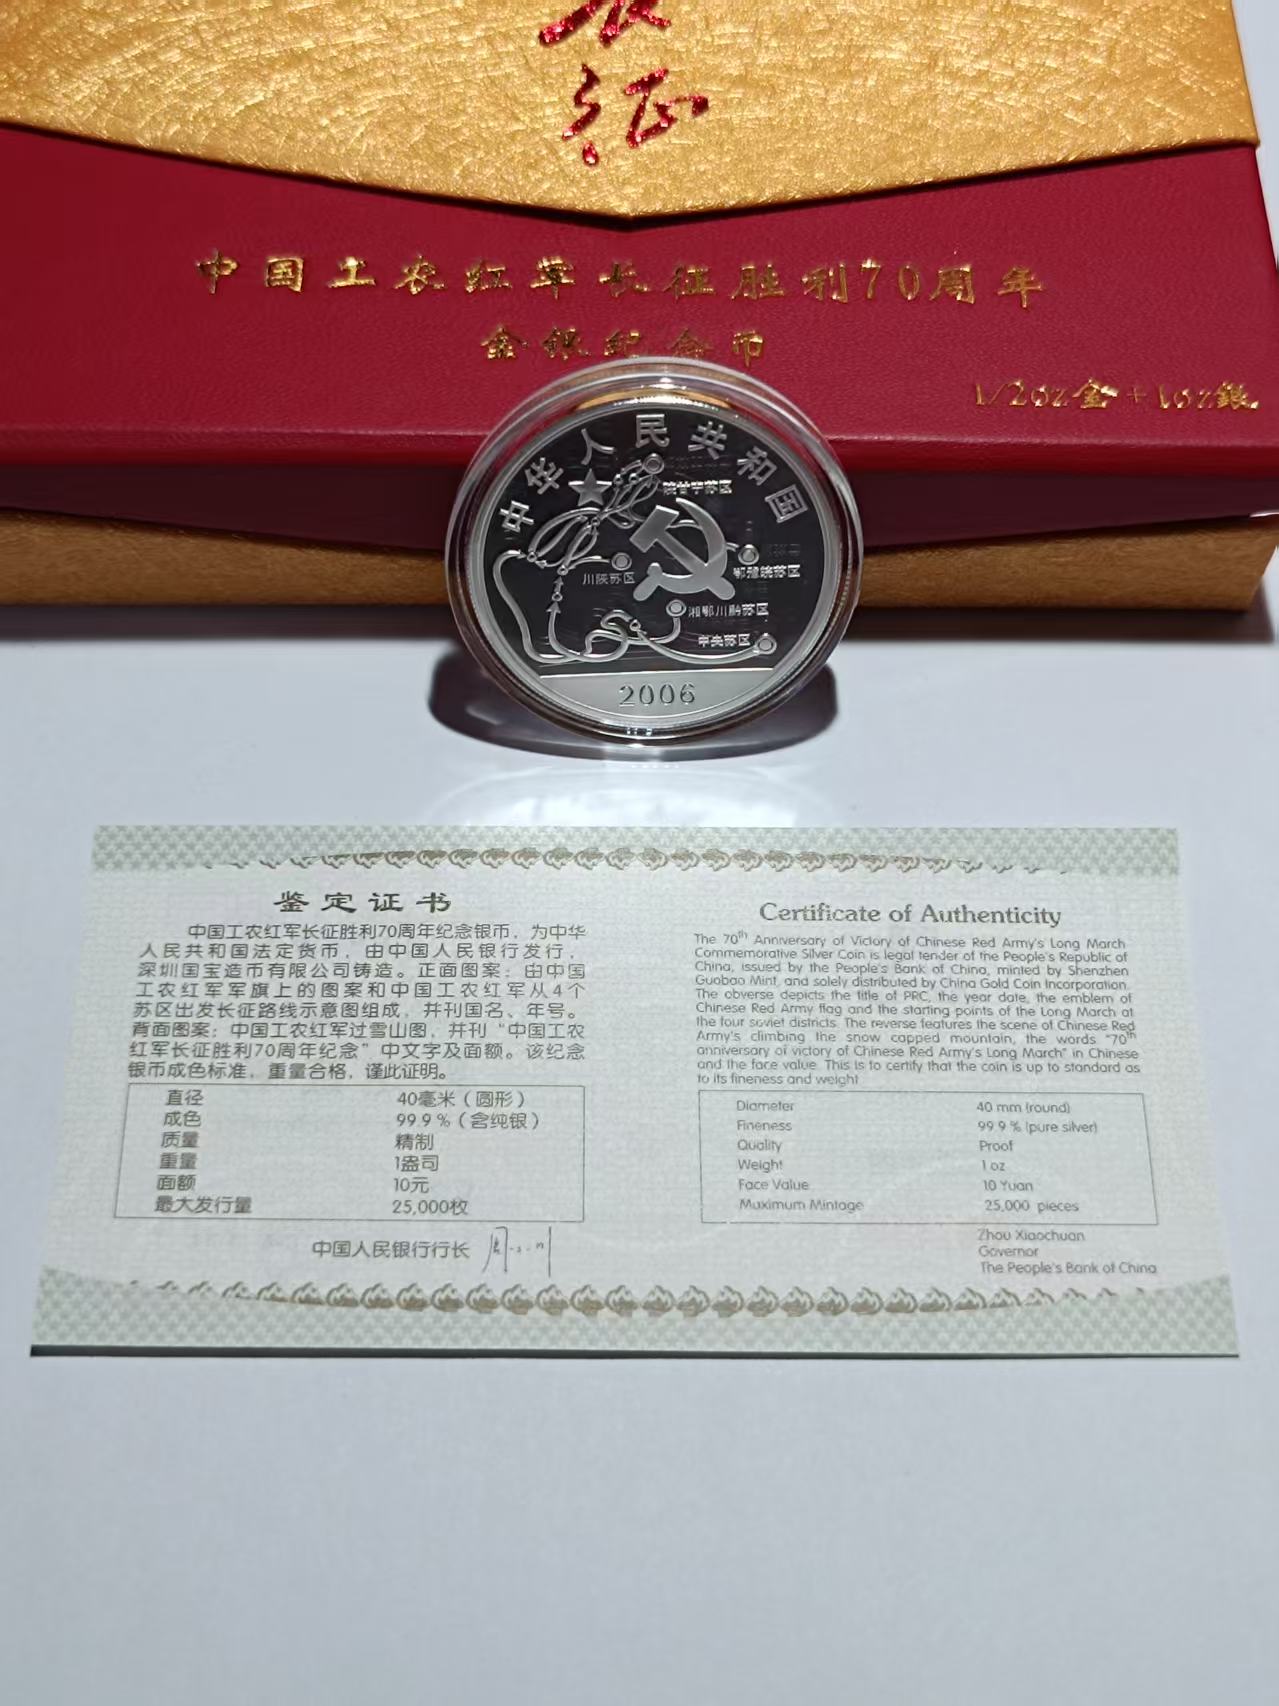 长
征
中国工农红军长征胜利70周年
金银纪念币
1/2oz金+1oz銀
中华人民共和国
陕甘宁苏区
川陕苏区
鄂豫皖苏区
湘鄂川黔苏区
中央苏区
2006
鉴定证书
中国工农红军长征胜利70周年纪念银币，为中华
人民共和国法定货币，由中国人民银行发行，
深圳国宝造币有限公司铸造。正面图案：由中国
工农红军军旗上的图案和中国工农红军从4个
苏区出发长征路线示意图组成，并刊国名、年号。
背面图案：中国工农红军过雪山图，并刊“中国工农
红军长征胜利70周年纪念”中文字及面额。该纪念
银币成色标准，重量合格，谨此证明。
直径 40毫米（圆形）
成色 99.9%（含纯银）
质量 精制
重量 1盎司
面额 10元
最大发行量 25,000枚
中国人民银行行长
Certificate of Authenticity
The 70th Anniversary of Victory of Chinese Red Army's Long March
Commemorative Silver Coin is legal tender of the People's Republic of
China, issued by the People's Bank of China, minted by Shenzhen
Guobao Mint, and solely distributed by China Gold Coin Incorporation.
The obverse depicts the title of PRC, the year date, the emblem of
Chinese Red Army flag and the starting points of the Long March at
the four soviet districts. The reverse features the scene of Chinese Red
Army's climbing the snow capped mountain, the words "70th
anniversary of victory of Chinese Red Army's Long March" in Chinese
and the face value. This is to certify that the coin is up to standard as
to its fineness and weight
Diameter 40 mm (round)
Fineness 99.9 % (pure silver)
Quality Proof
Weight 1 oz
Face Value 10 Yuan
Maximum Mintage 25,000 pieces
Zhou Xiaochuan
Governor
The People's Bank of China